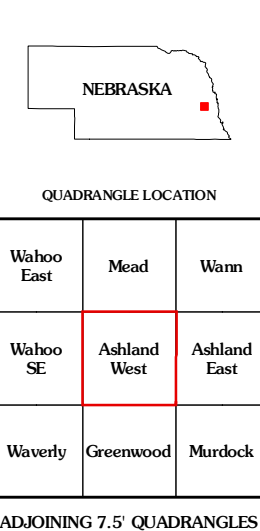 NEBRASKA
QUADRANGLE LOCATION
Wahoo
East
Mead
Wann
Wahoo
SE
Ashland
West
Ashland
East
Waverly
Greenwood
Murdock
ADJOINING 7.5' QUADRANGLES